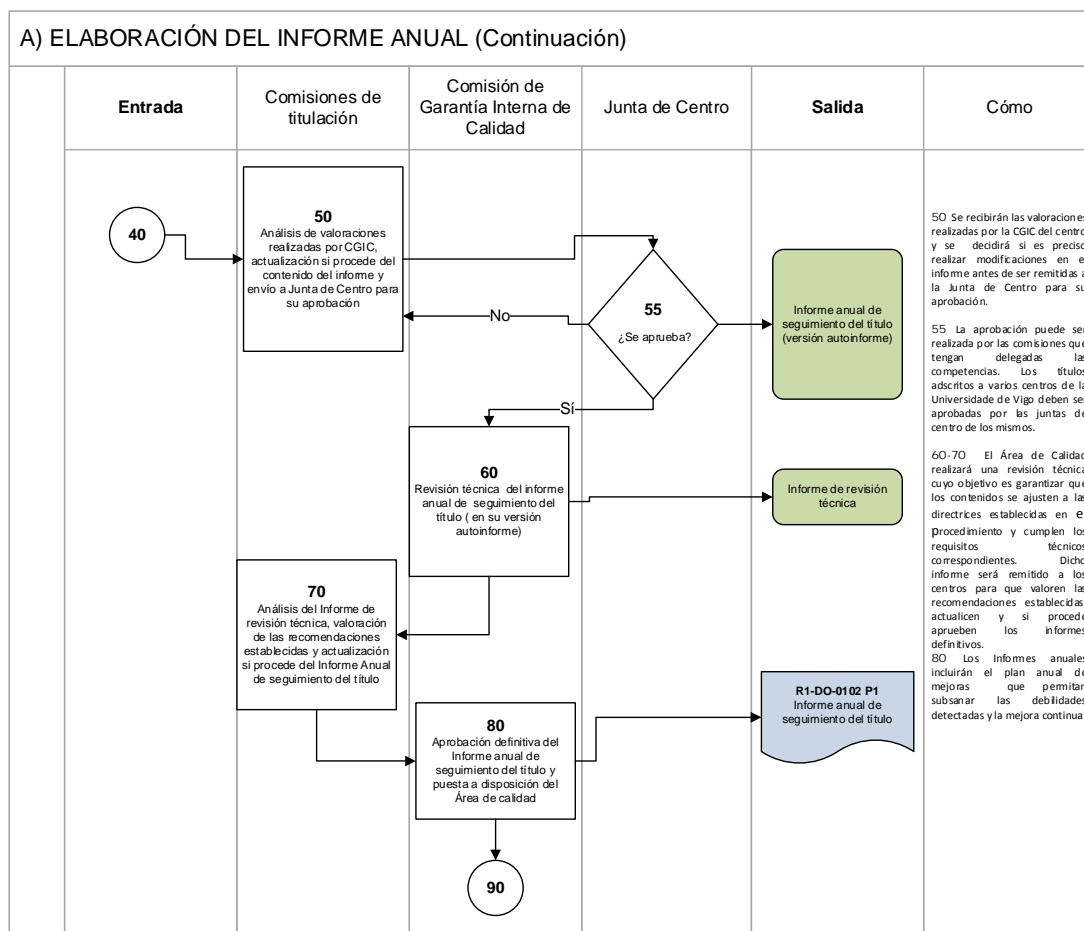 A) ELABORACIÓN DEL INFORME ANUAL (Continuación)
Entrada
Comisiones de
titulación
Comisión de
Garantía Interna de
Calidad
Junta de Centro
Salida
Cómo
40
50
Análisis de valoraciones
realizadas por CGIC,
actualización si procede del
contenido del informe y
envío a Junta de Centro para
su aprobación
55
¿Se aprueba?
No
Sí
Informe anual de
seguimiento del título
(versión autoinforme)
60
Revisión técnica del informe
anual de seguimiento del
título ( en su versión
autoinforme)
Informe de revisión
técnica
70
Análisis del Informe de
revisión técnica, valoración
de las recomendaciones
establecidas y actualización
si procede del Informe Anual
de seguimiento del título
80
Aprobación definitiva del
Informe anual de
seguimiento del título y
puesta a disposición del
Área de calidad
R1-DO-0102 P1
Informe anual de
seguimiento del título
90
50 Se recibirán las valoraciones
realizadas por la CGIC del centro
y se decidirá si es preciso
realizar modificaciones en e
informe antes de ser remitidas a
la Junta de Centro para su
aprobación.
55 La aprobación puede ser
realizada por las comisiones que
tengan delegadas las
competencias. Los títulos
adscritos a varios centros de la
Universidade de Vigo deben ser
aprobadas por las juntas de
centro de los mismos.
60-70 El Área de Calidad
realizará una revisión técnica
cuyo objetivo es garantizar que
los contenidos se ajusten a las
directrices establecidas en e
procedimiento y cumplen los
requisitos técnicos
correspondientes. Dicho
informe será remitido a los
centros para que valoren las
recomendaciones establecidas
actualicen y si procede
aprueben los informes
definitivos.
80 Los Informes anuales
incluirán el plan anual de
mejoras que permitan
subsanar las debilidades
detectadas y la mejora continua